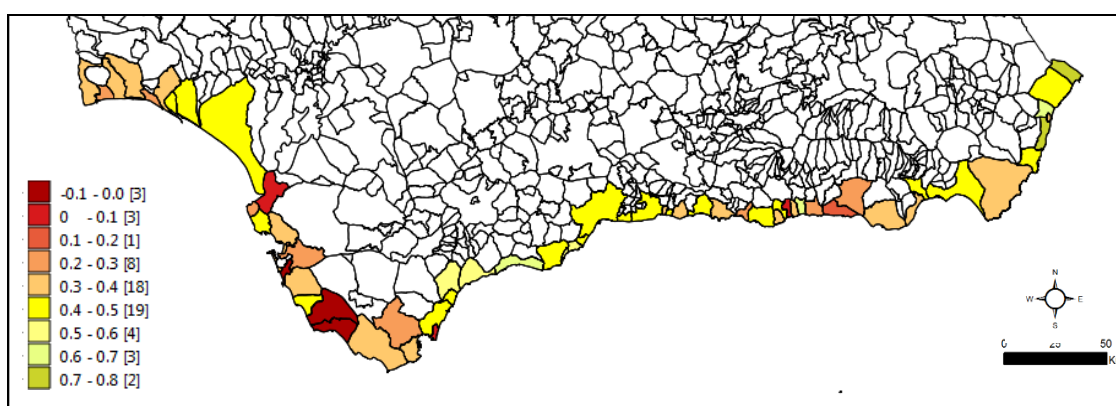 -0.1 - 0.0 [3]
0 - 0.1 [3]
0.1 - 0.2 [1]
0.2 - 0.3 [8]
0.3 - 0.4 [18]
0.4 - 0.5 [19]
0.5 - 0.6 [4]
0.6 - 0.7 [3]
0.7 - 0.8 [2]
N
W E
S
0 25 50
K